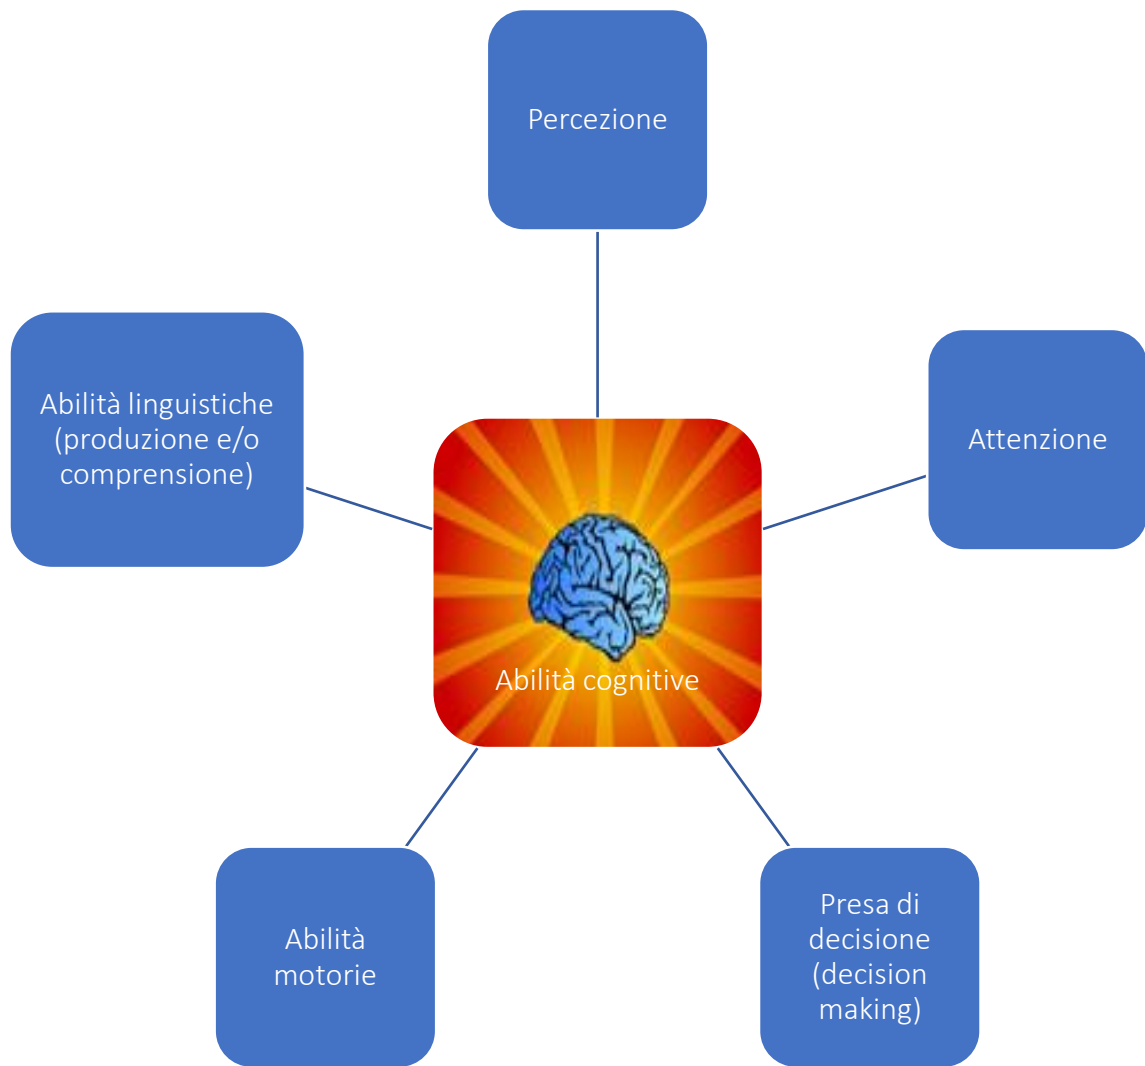 Percezione
Abilità linguistiche
(produzione e/o
comprensione)
Attenzione
Abilità cognitive
Abilità
motorie
Presa di
decisione
(decision
making)